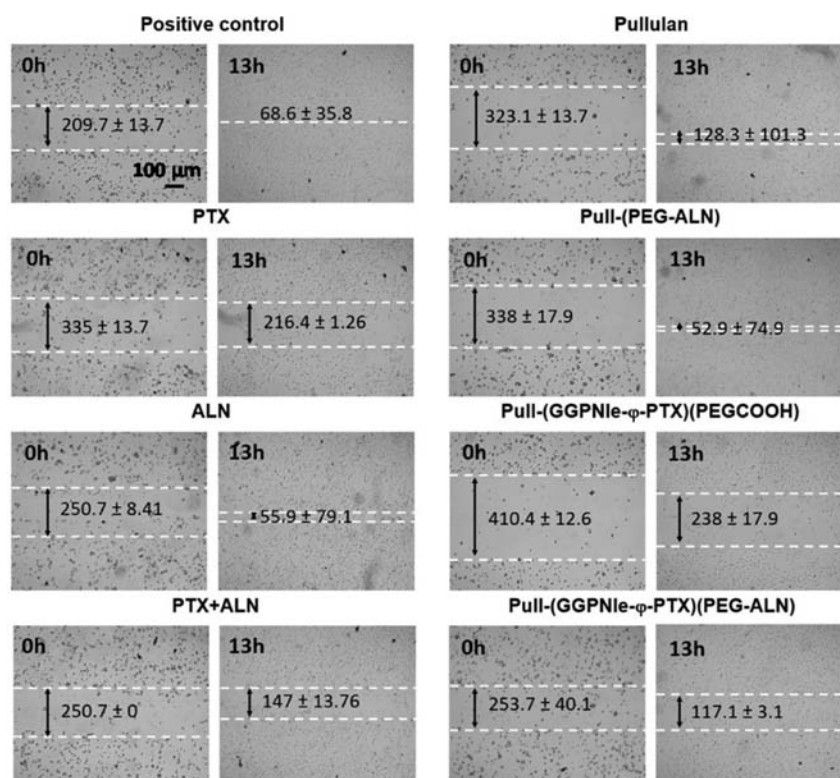 Positive control
0h
209.7 ± 13.7
100 µm
13h
68.6 ± 35.8
Pullulan
0h
323.1 ± 13.7
13h
128.3 ± 101.3
PTX
0h
335 ± 13.7
13h
216.4 ± 1.26
Pull-(PEG-ALN)
0h
338 ± 17.9
13h
52.9 ± 74.9
ALN
0h
250.7 ± 8.41
13h
55.9 ± 79.1
Pull-(GGPNle-φ-PTX)(PEGCOOH)
0h
410.4 ± 12.6
13h
238 ± 17.9
PTX+ALN
0h
250.7 ± 0
13h
147 ± 13.76
Pull-(GGPNle-φ-PTX)(PEG-ALN)
0h
253.7 ± 40.1
13h
117.1 ± 3.1